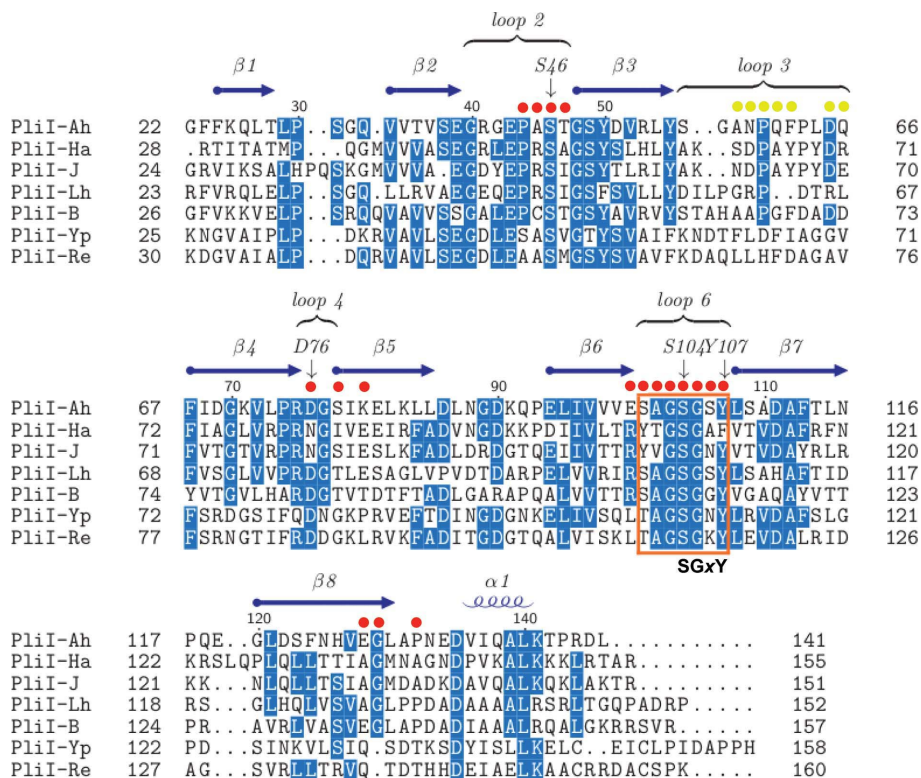 loop 2
β1 β2 S46 β3 loop 3
30 40 50
PliI-Ah 22 GFFKQLTLP..SGQ.VVTVSEGRGEPASTGSYDVRLYS..GANPQFPLDQ 66
PliI-Ha 28 .RTITATMP...QGMVVVASEGRLEPRSAGSYSLHLYAK..SDPAYPYDR 71
PliI-J 24 GRVIKSALHPQSKGMVVVA.EGDYEPRSIGSYTLRIYAK..NDPAYPYDE 70
PliI-Lh 23 RFVRQLELP..SGQ.LLRVAEGEQEPRSIGSFSVLLYDILPGRP..DTRL 67
PliI-B 26 GFVKKVELP..SRQQVAVVSSGALEPCSTGSYAVRVYSTAHAAPGFDADD 73
PliI-Yp 25 KNGVAIPLP...DKRVAVLSEGDLESASVGTYSVAIFKNDTFLDFIAGGV 71
PliI-Re 30 KDGVAIALP...DQRVAVLSEGDLEAASMGSYSVAVFKDAQLLHFDAGAV 76
loop 4 loop 6
β4 D76 β5 β6 S104 Y107 β7
70 90 110
PliI-Ah 67 FIDGKVLPRDGSIKELKLLDLNGDKQPELIVVVESAGSGSYLSADAFTLN 116
PliI-Ha 72 FIAGLVRPRNGIVEEIRFADVNGDKKPDIIVLTRYTGSGAFVTVDAFRFN 121
PliI-J 71 FVTGTVRPRNGSIESLKFADLDRDGTQEIIVTTRYVGSGNYVTVDAYRLR 120
PliI-Lh 68 FVSGLVVPRDGTLESAGLVPVDTDARPELVVRIRSAGSGSYLSAHAFTID 117
PliI-B 74 YVTGVLHARDGTVTDTFTADLGARAPQALVVTTRSAGSGGYVGAQAYVTT 123
PliI-Yp 72 FSRDGSIFQDNGKPRVEFTDINGDGNKELIVSQLTAGSGNYLRVDAFSLG 121
PliI-Re 77 FSRNGTIFRDDGKLRVKFADITGDGTQALVISKLTAGSGKYLEVDALRID 126
SGxY
β8 α1
120 140
PliI-Ah 117 PQE..GLDSFNHVEGLAPNEDVIQALKTPRDL.......... 141
PliI-Ha 122 KRSLQPLQLLTTIAGMNAGNDPVKALKKKLRTAR........ 155
PliI-J 121 KK...NLQLLTSIAGMDADKDAVQALKQKLAKTR........ 151
PliI-Lh 118 RS...GLHQLVSVAGLPPDADAAAALRSRLTGQPADRP.... 152
PliI-B 124 PR...AVRLVASVEGLAPDADIAAALRQALGKRRSVR..... 157
PliI-Yp 122 PD...SINKVLSIQ.SDTKSDYISLLKELC.EICLPIDAPPH 158
PliI-Re 127 AG...SVRLLTRVQ.TDTHHDEIAELKAACRRDACSPK.... 160